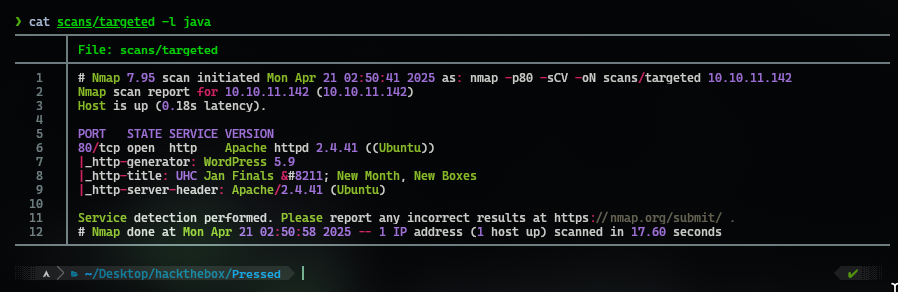 ❯ cat scans/targeted -l java
File: scans/targeted
1 # Nmap 7.95 scan initiated Mon Apr 21 02:50:41 2025 as: nmap -p80 -sCV -oN scans/targeted 10.10.11.142
2 Nmap scan report for 10.10.11.142 (10.10.11.142)
3 Host is up (0.18s latency).
4
5 PORT   STATE SERVICE VERSION
6 80/tcp open  http    Apache httpd 2.4.41 ((Ubuntu))
7 |_http-generator: WordPress 5.9
8 |_http-title: UHC Jan Finals &#8211; New Month, New Boxes
9 |_http-server-header: Apache/2.4.41 (Ubuntu)
10
11 Service detection performed. Please report any incorrect results at https://nmap.org/submit/ .
12 # Nmap done at Mon Apr 21 02:50:58 2025 -- 1 IP address (1 host up) scanned in 17.60 seconds
~/Desktop/hackthebox/Pressed ✔